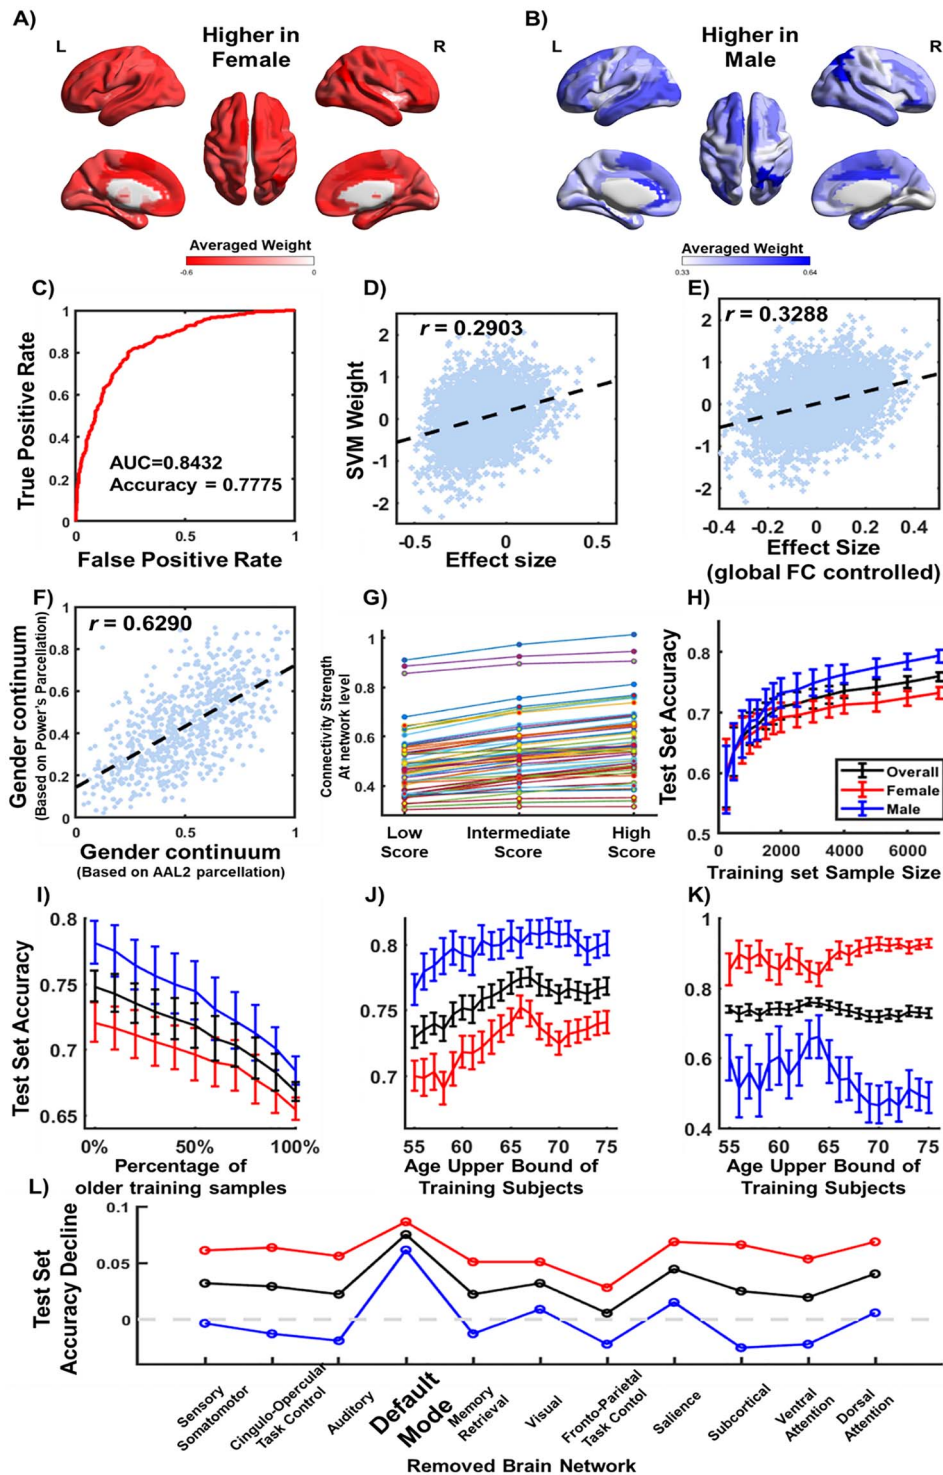 A)
Higher in
Female
L
R
Averaged Weight
-0.6
0
B)
Higher in
Male
L
R
Averaged Weight
0.33
0.64
C)
True Positive Rate
1
0.8
0.6
0.4
0.2
0
AUC=0.8432
Accuracy = 0.7775
0
0.5
1
False Positive Rate
D)
r = 0.2903
SVM Weight
2
1
0
-1
-2
-0.5
0
0.5
Effect size
E)
r = 0.3288
2
1
0
-1
-2
-0.4
-0.2
0
0.2
0.4
Effect Size
(global FC controlled)
F)
r = 0.6290
Gender continuum
(Based on Power's Parcellation)
1
0.8
0.6
0.4
0.2
0
0
0.5
1
Gender continuum
(Based on AAL2 parcellation)
G)
Connectivity Strength
At network level
1
0.8
0.6
0.4
Low
Score
Intermediate
Score
High
Score
H)
Test Set Accuracy
0.8
0.7
0.6
0.5
Overall
Female
Male
0
2000
4000
6000
Training set Sample Size
I)
Test Set Accuracy
0.8
0.75
0.7
0.65
0%
50%
100%
Percentage of
older training samples
J)
0.8
0.75
0.7
55
60
65
70
75
Age Upper Bound of
Training Subjects
K)
1
0.8
0.6
0.4
55
60
65
70
75
Age Upper Bound of
Training Subjects
L)
Test Set
Accuracy Decline
0.1
0.05
0
Sensory
Somatomotor
Cingulo-Opercular
Task Control
Auditory
Default
Mode
Memory
Retrieval
Visual
Fronto-Parietal
Task Contol
Salience
Subcortical
Ventral
Attention
Dorsal
Attention
Removed Brain Network